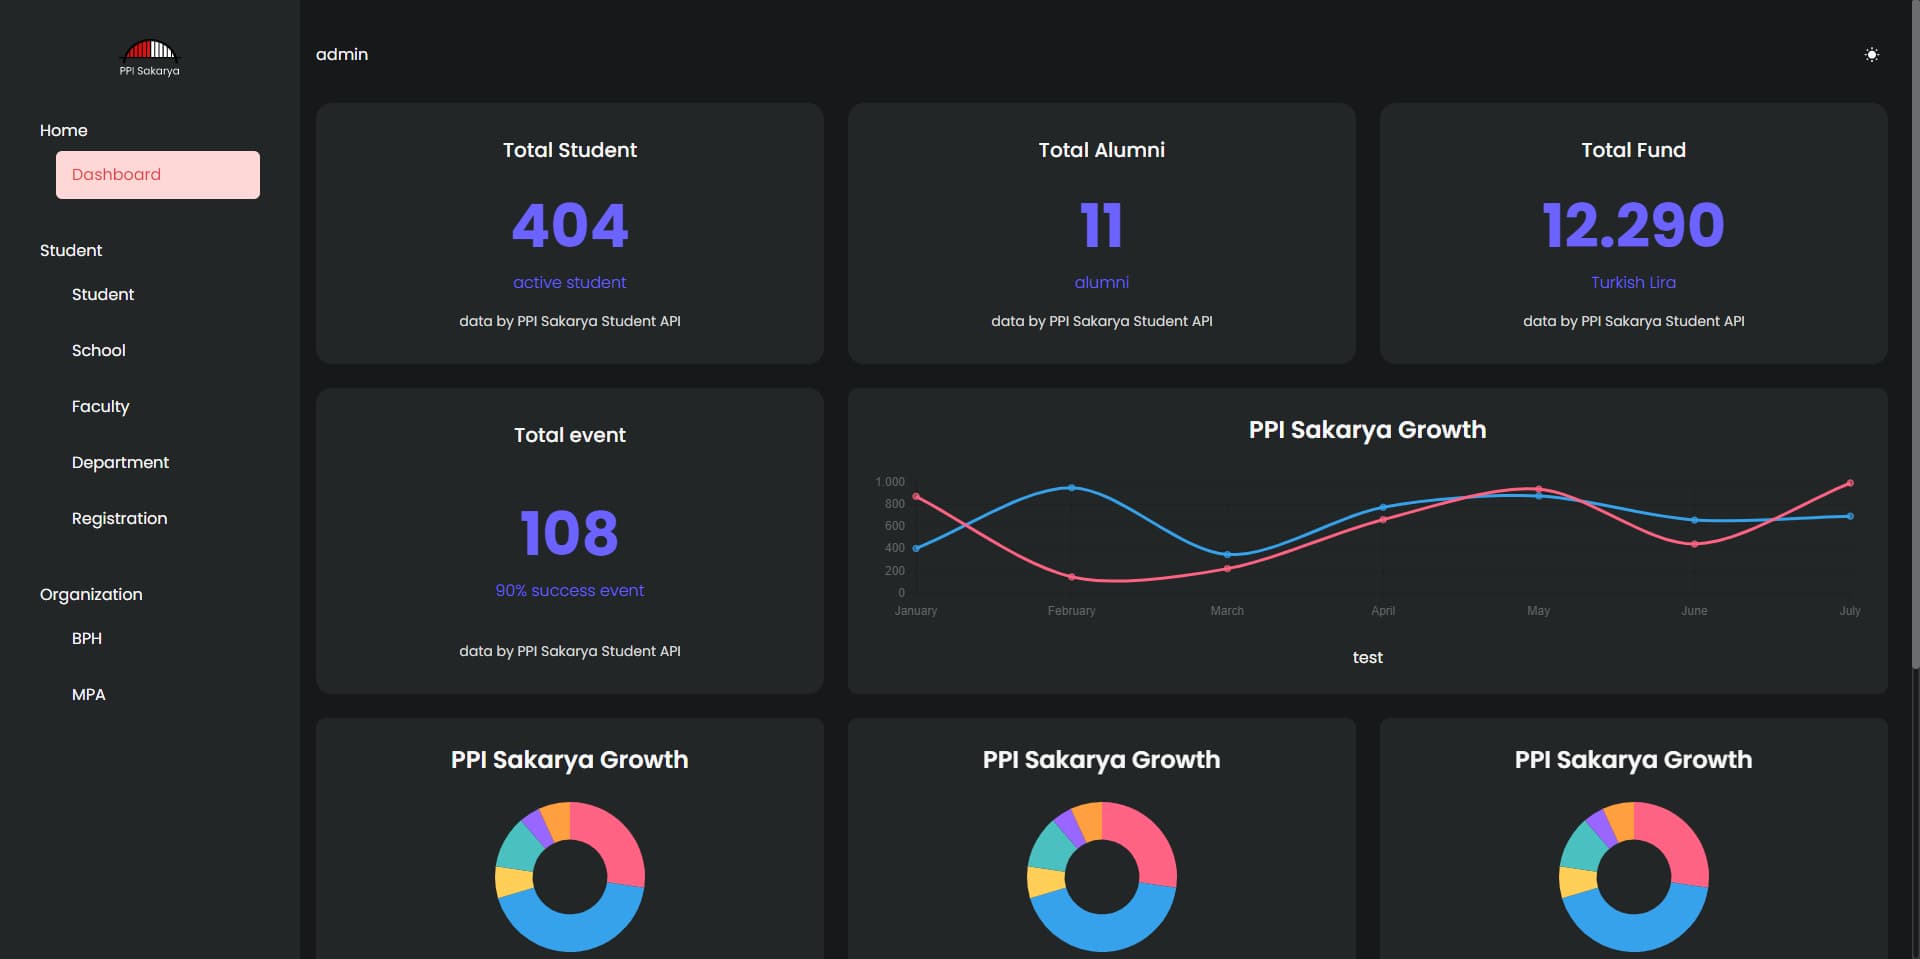 PPI Sakarya
Home
Dashboard
Student
Student
School
Faculty
Department
Registration
Organization
BPH
MPA
admin
Total Student
404
active student
data by PPI Sakarya Student API
Total Alumni
11
alumni
data by PPI Sakarya Student API
Total Fund
12.290
Turkish Lira
data by PPI Sakarya Student API
Total event
108
90% success event
data by PPI Sakarya Student API
PPI Sakarya Growth
1.000
800
600
400
200
0
January February March April May June July
test
PPI Sakarya Growth
PPI Sakarya Growth
PPI Sakarya Growth